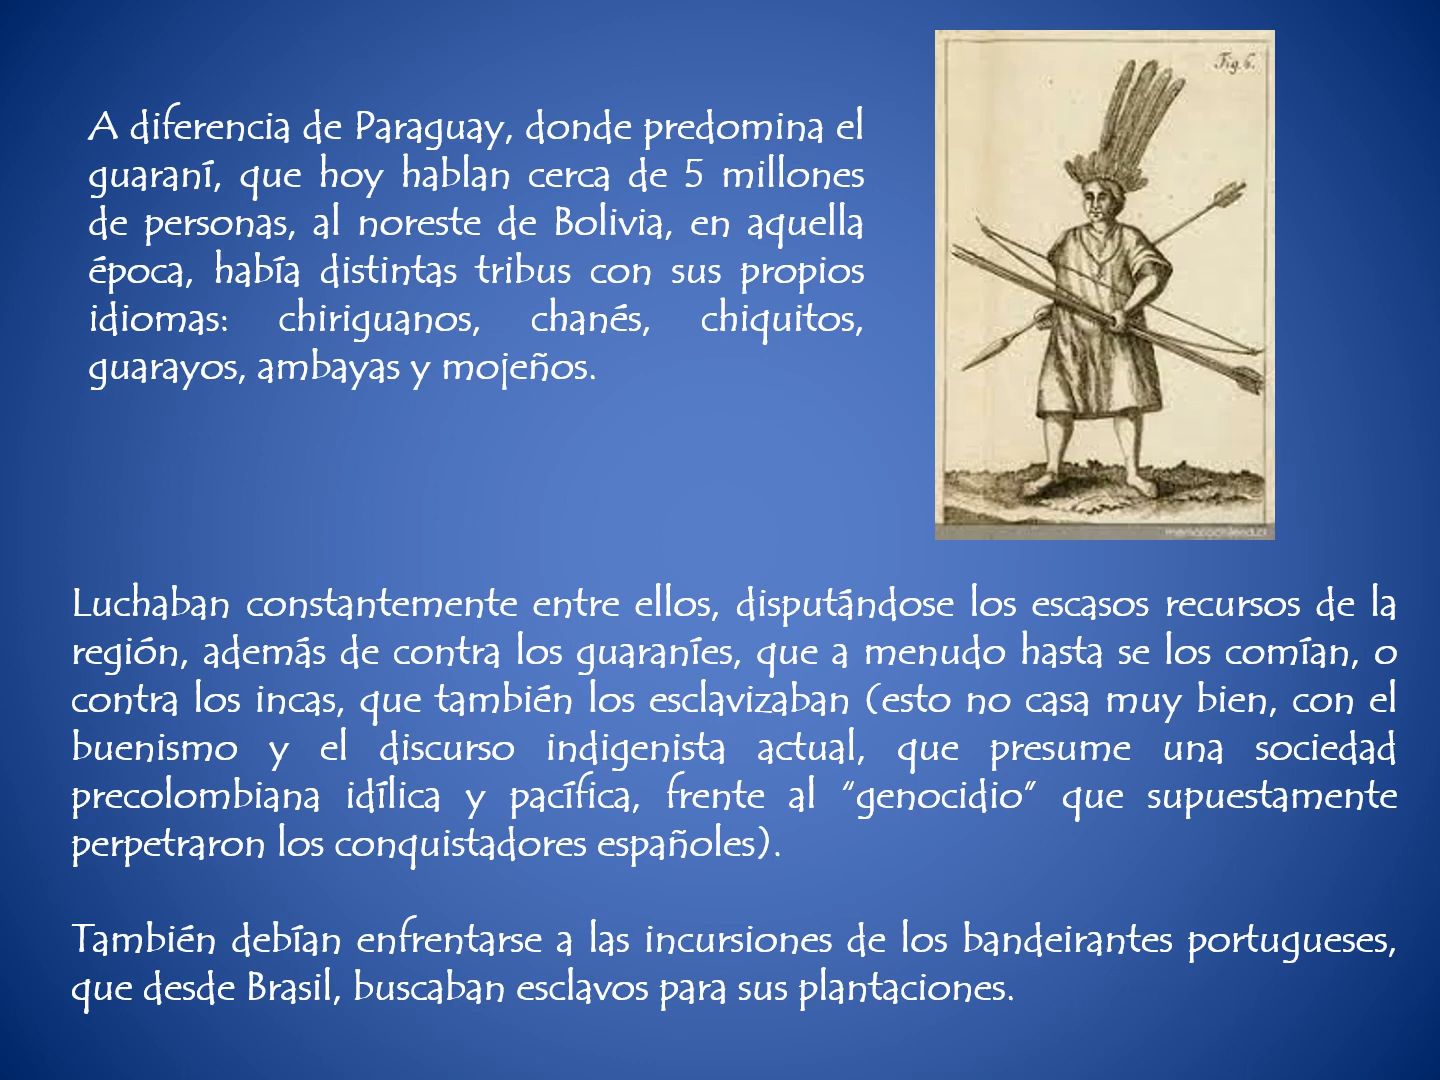 Fig. 6.
A diferencia de Paraguay, donde predomina el
guaraní, que hoy hablan cerca de 5 millones
de personas, al noreste de Bolivia, en aquella
época, había distintas tribus con sus propios
idiomas: chiriguanos, chanés, chiquitos,
guarayos, ambayas y mojeños.
Luchaban constantemente entre ellos, disputándose los escasos recursos de la
región, además de contra los guaraníes, que a menudo hasta se los comían, o
contra los incas, que también los esclavizaban (esto no casa muy bien, con el
buenismo y el discurso indigenista actual, que presume una sociedad
precolombiana idílica y pacífica, frente al “genocidio” que supuestamente
perpetraron los conquistadores españoles).
También debían enfrentarse a las incursiones de los bandeirantes portugueses,
que desde Brasil, buscaban esclavos para sus plantaciones.